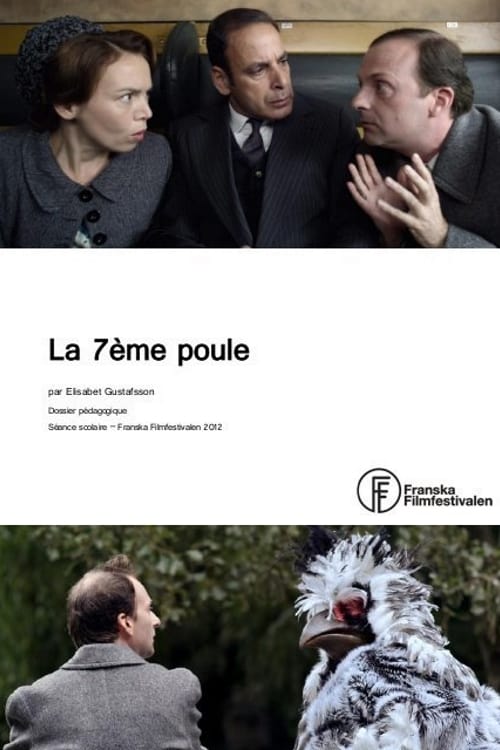 La 7ème poule
par Elisabet Gustafsson
Dossier pédagogique
Séance scolaire – Franska Filmfestivalen 2012
FF
Franska
Filmfestivalen